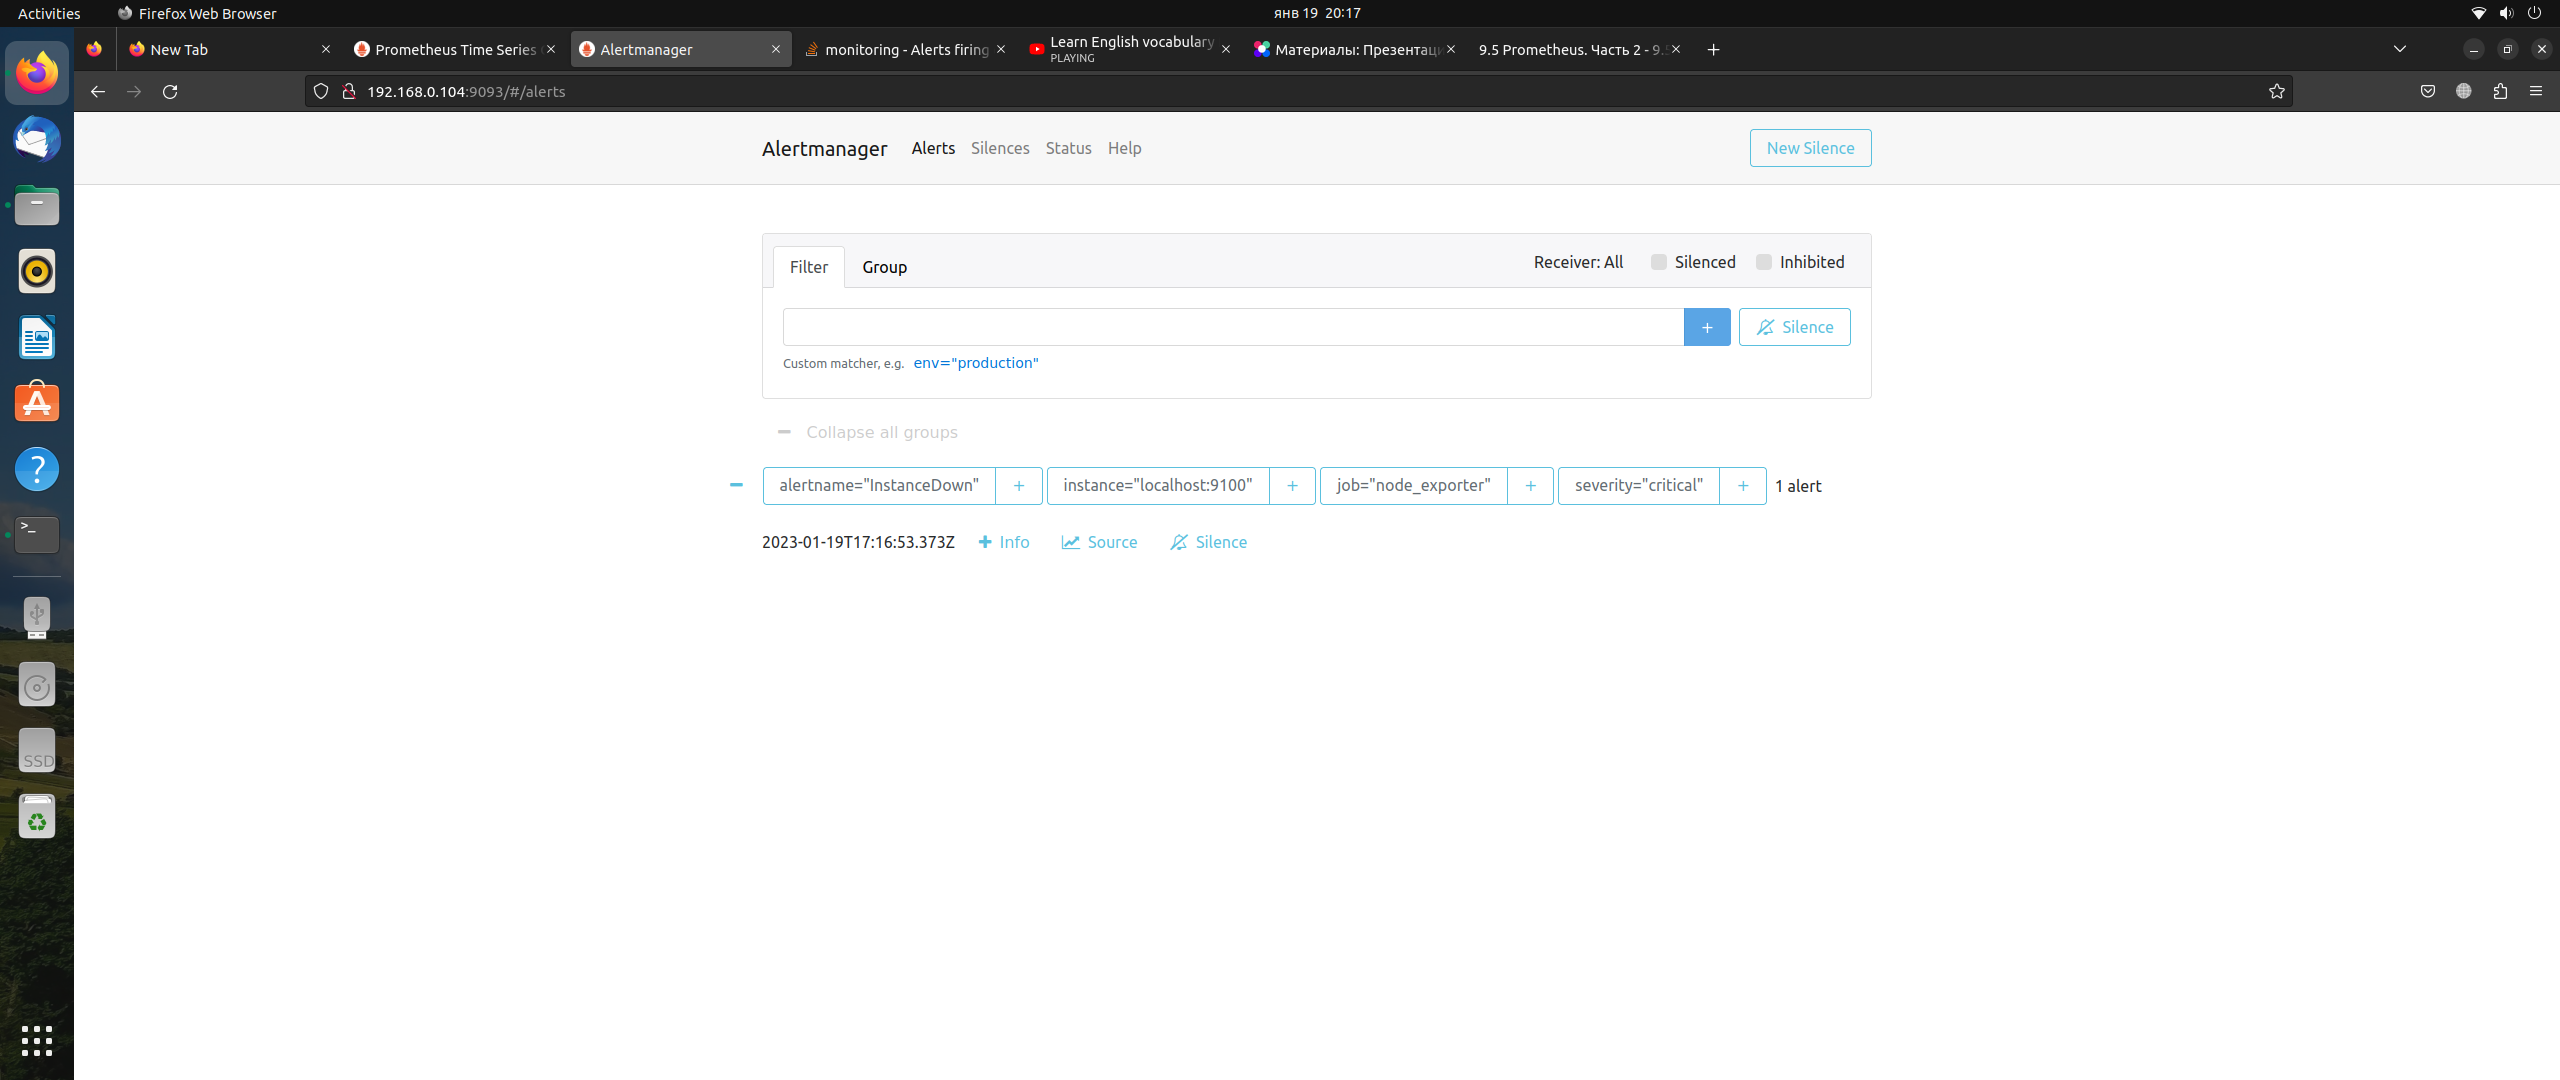 Activities
Firefox Web Browser
янв 19 20:17
New Tab
Prometheus Time Series
Alertmanager
monitoring - Alerts firing
Learn English vocabulary
PLAYING
Материалы: Презентаци
9.5 Prometheus. Часть 2 - 9.5
192.168.0.104:9093/#/alerts
Alertmanager
Alerts
Silences
Status
Help
New Silence
Filter
Group
Receiver: All
Silenced
Inhibited
+
Silence
Custom matcher, e.g. env="production"
Collapse all groups
alertname="InstanceDown" +
instance="localhost:9100" +
job="node_exporter" +
severity="critical" +
1 alert
2023-01-19T17:16:53.373Z
Info
Source
Silence
>_
SSD